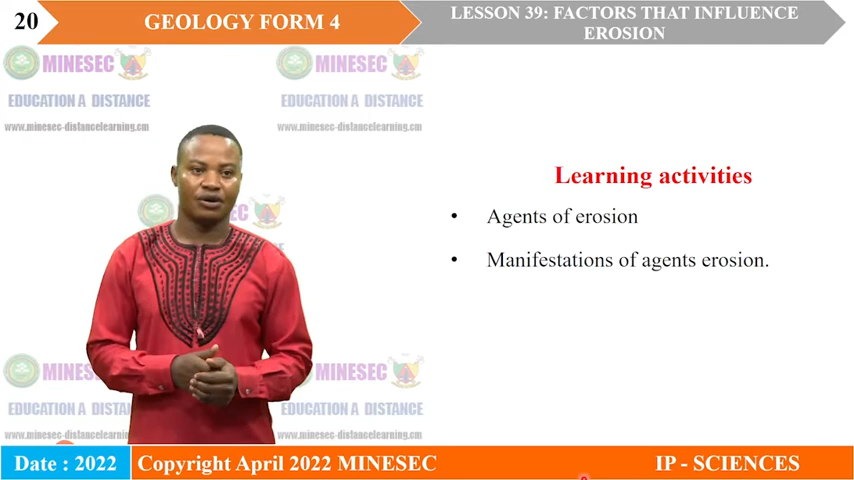 20
GEOLOGY FORM 4
LESSON 39: FACTORS THAT INFLUENCE
EROSION
MINESEC
MINESEC
EDUCATION A DISTANCE
EDUCATION A DISTANCE
www.minesec-distancelearning.cm
www.minesec-distancelearning.cm
Learning activities
• Agents of erosion
• Manifestations of agents erosion.
MINESEC
EDUCATION A DISTANCE
www.minesec-distancelearning.cm
Date : 2022
Copyright April 2022 MINESEC
IP - SCIENCES